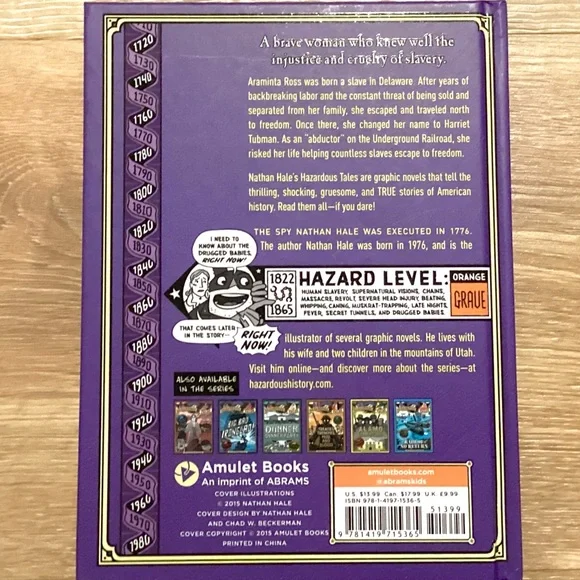 1720
1730
1740
1750
1760
1770
1780
1790
1800
1810
1820
1830
1840
1850
1860
1870
1880
1890
1900
1910
1920
1930
1940
1950
1960
1970
1980
A brave woman who knew well the
injustice and cruelty of slavery.
Araminta Ross was born a slave in Delaware. After years of
backbreaking labor and the constant threat of being sold and
separated from her family, she escaped and traveled north
to freedom. Once there, she changed her name to Harriet
Tubman. As an "abductor" on the Underground Railroad, she
risked her life helping countless slaves escape to freedom.
Nathan Hale's Hazardous Tales are graphic novels that tell the
thrilling, shocking, gruesome, and TRUE stories of American
history. Read them all—if you dare!
THE SPY NATHAN HALE WAS EXECUTED IN 1776.
The author Nathan Hale was born in 1976, and is the
I NEED TO
KNOW ABOUT THE
DRUGGED BABIES,
RIGHT NOW!
THAT COMES LATER
IN THE STORY—
RIGHT
NOW!
1822
1865
HAZARD LEVEL:
HUMAN SLAVERY, SUPERNATURAL VISIONS, CHAINS,
MASSACRE, REVOLT, SEVERE HEAD INJURY, BEATING,
WHIPPING, CANING, MUSKRAT-TRAPPING, LATE NIGHTS,
FEVER, SECRET TUNNELS, AND DRUGGED BABIES
ORANGE
GRAVE
illustrator of several graphic novels. He lives with
his wife and two children in the mountains of Utah.
Visit him online—and discover more about the series—at
hazardoushistory.com.
ALSO AVAILABLE
IN THE SERIES
BIG BAD
IRONCLAD!
DONNER
DINNER PARTY
ALAMO
Amulet Books
An imprint of ABRAMS
COVER ILLUSTRATIONS
© 2015 NATHAN HALE
COVER DESIGN BY NATHAN HALE
AND CHAD W. BECKERMAN
COVER COPYRIGHT © 2015 AMULET BOOKS
PRINTED IN CHINA
amuletbooks.com
@abramskids
U.S. $13.99 Can. $17.99 U.K. £9.99
ISBN 978-1-4197-1536-5
51399
9 781419 715365